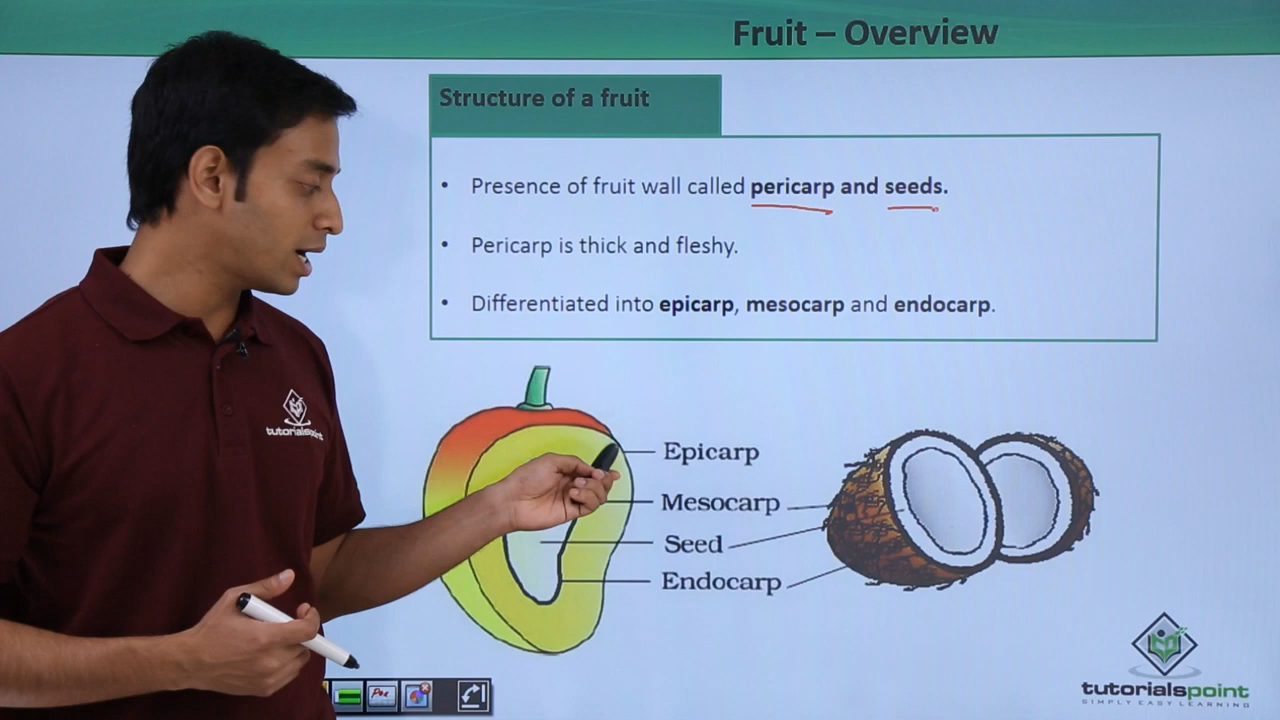 Fruit – Overview
Structure of a fruit
• Presence of fruit wall called pericarp and seeds.
• Pericarp is thick and fleshy.
• Differentiated into epicarp, mesocarp and endocarp.
Epicarp
Mesocarp
Seed
Endocarp
tutorialspoint
Pen
tutorialspoint
SIMPLY EASY LEARNING